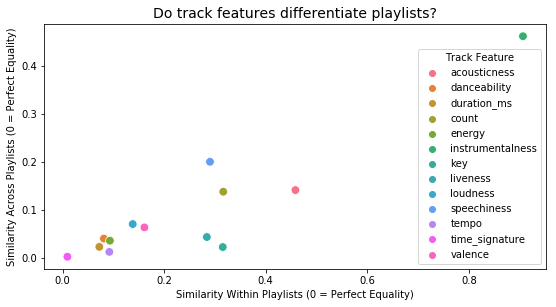 Do track features differentiate playlists?
Similarity Across Playlists (0 = Perfect Equality)
0.4
0.3
0.2
0.1
0.0
Track Feature
acousticness
danceability
duration_ms
count
energy
instrumentalness
key
liveness
loudness
speechiness
tempo
time_signature
valence
0.0 0.2 0.4 0.6 0.8
Similarity Within Playlists (0 = Perfect Equality)